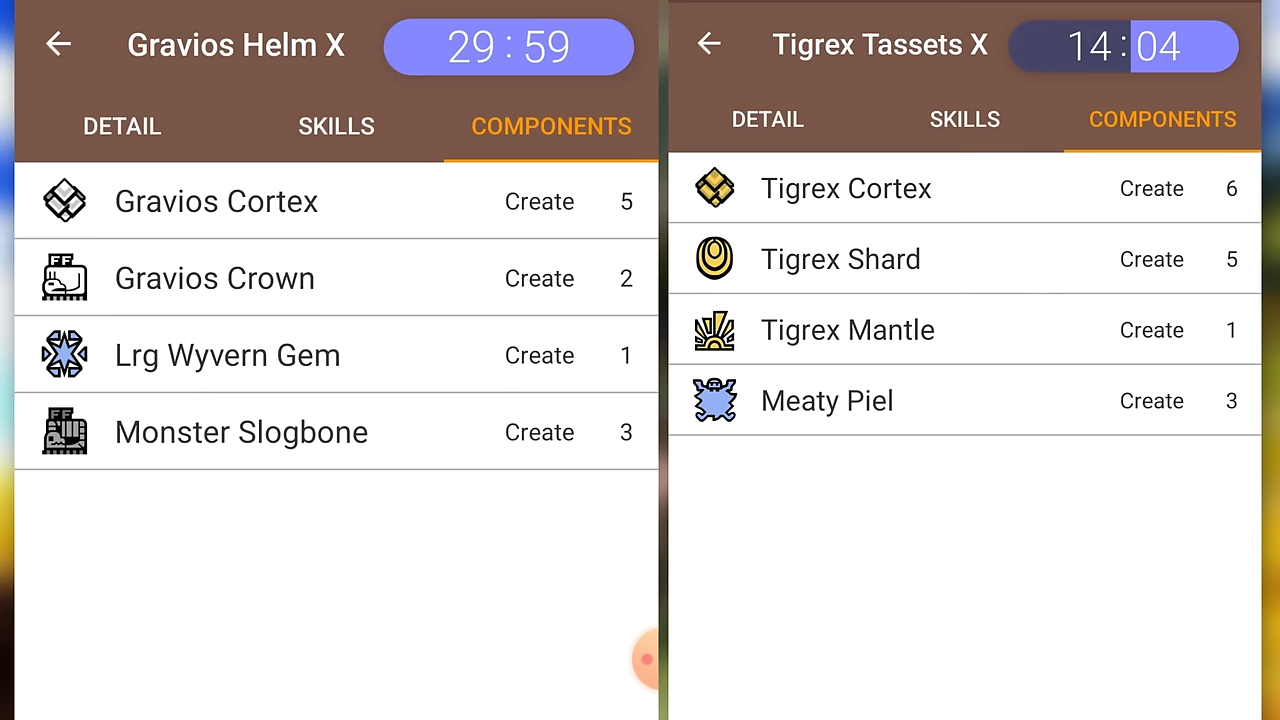 Gravios Helm X
29:59
DETAIL SKILLS COMPONENTS
Gravios Cortex Create 5
Gravios Crown Create 2
Lrg Wyvern Gem Create 1
Monster Slogbone Create 3
Tigrex Tassets X
14:04
DETAIL SKILLS COMPONENTS
Tigrex Cortex Create 6
Tigrex Shard Create 5
Tigrex Mantle Create 1
Meaty Piel Create 3